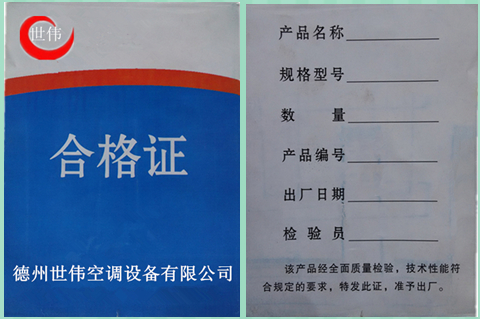 世伟
合格证
德州世伟空调设备有限公司
产品名称
规格型号
数 量
产品编号
出厂日期
检验员
该产品经全面质量检验，技术性能符
合规定的要求，特发此证，准予出厂。